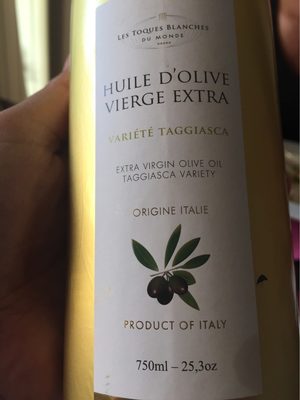 LES TOQUES BLANCHES
DU MONDE
HUILE D'OLIVE
VIERGE EXTRA
VARIÉTÉ TAGGIASCA
EXTRA VIRGIN OLIVE OIL
TAGGIASCA VARIETY
ORIGINE ITALIE
PRODUCT OF ITALY
750ml – 25,3oz